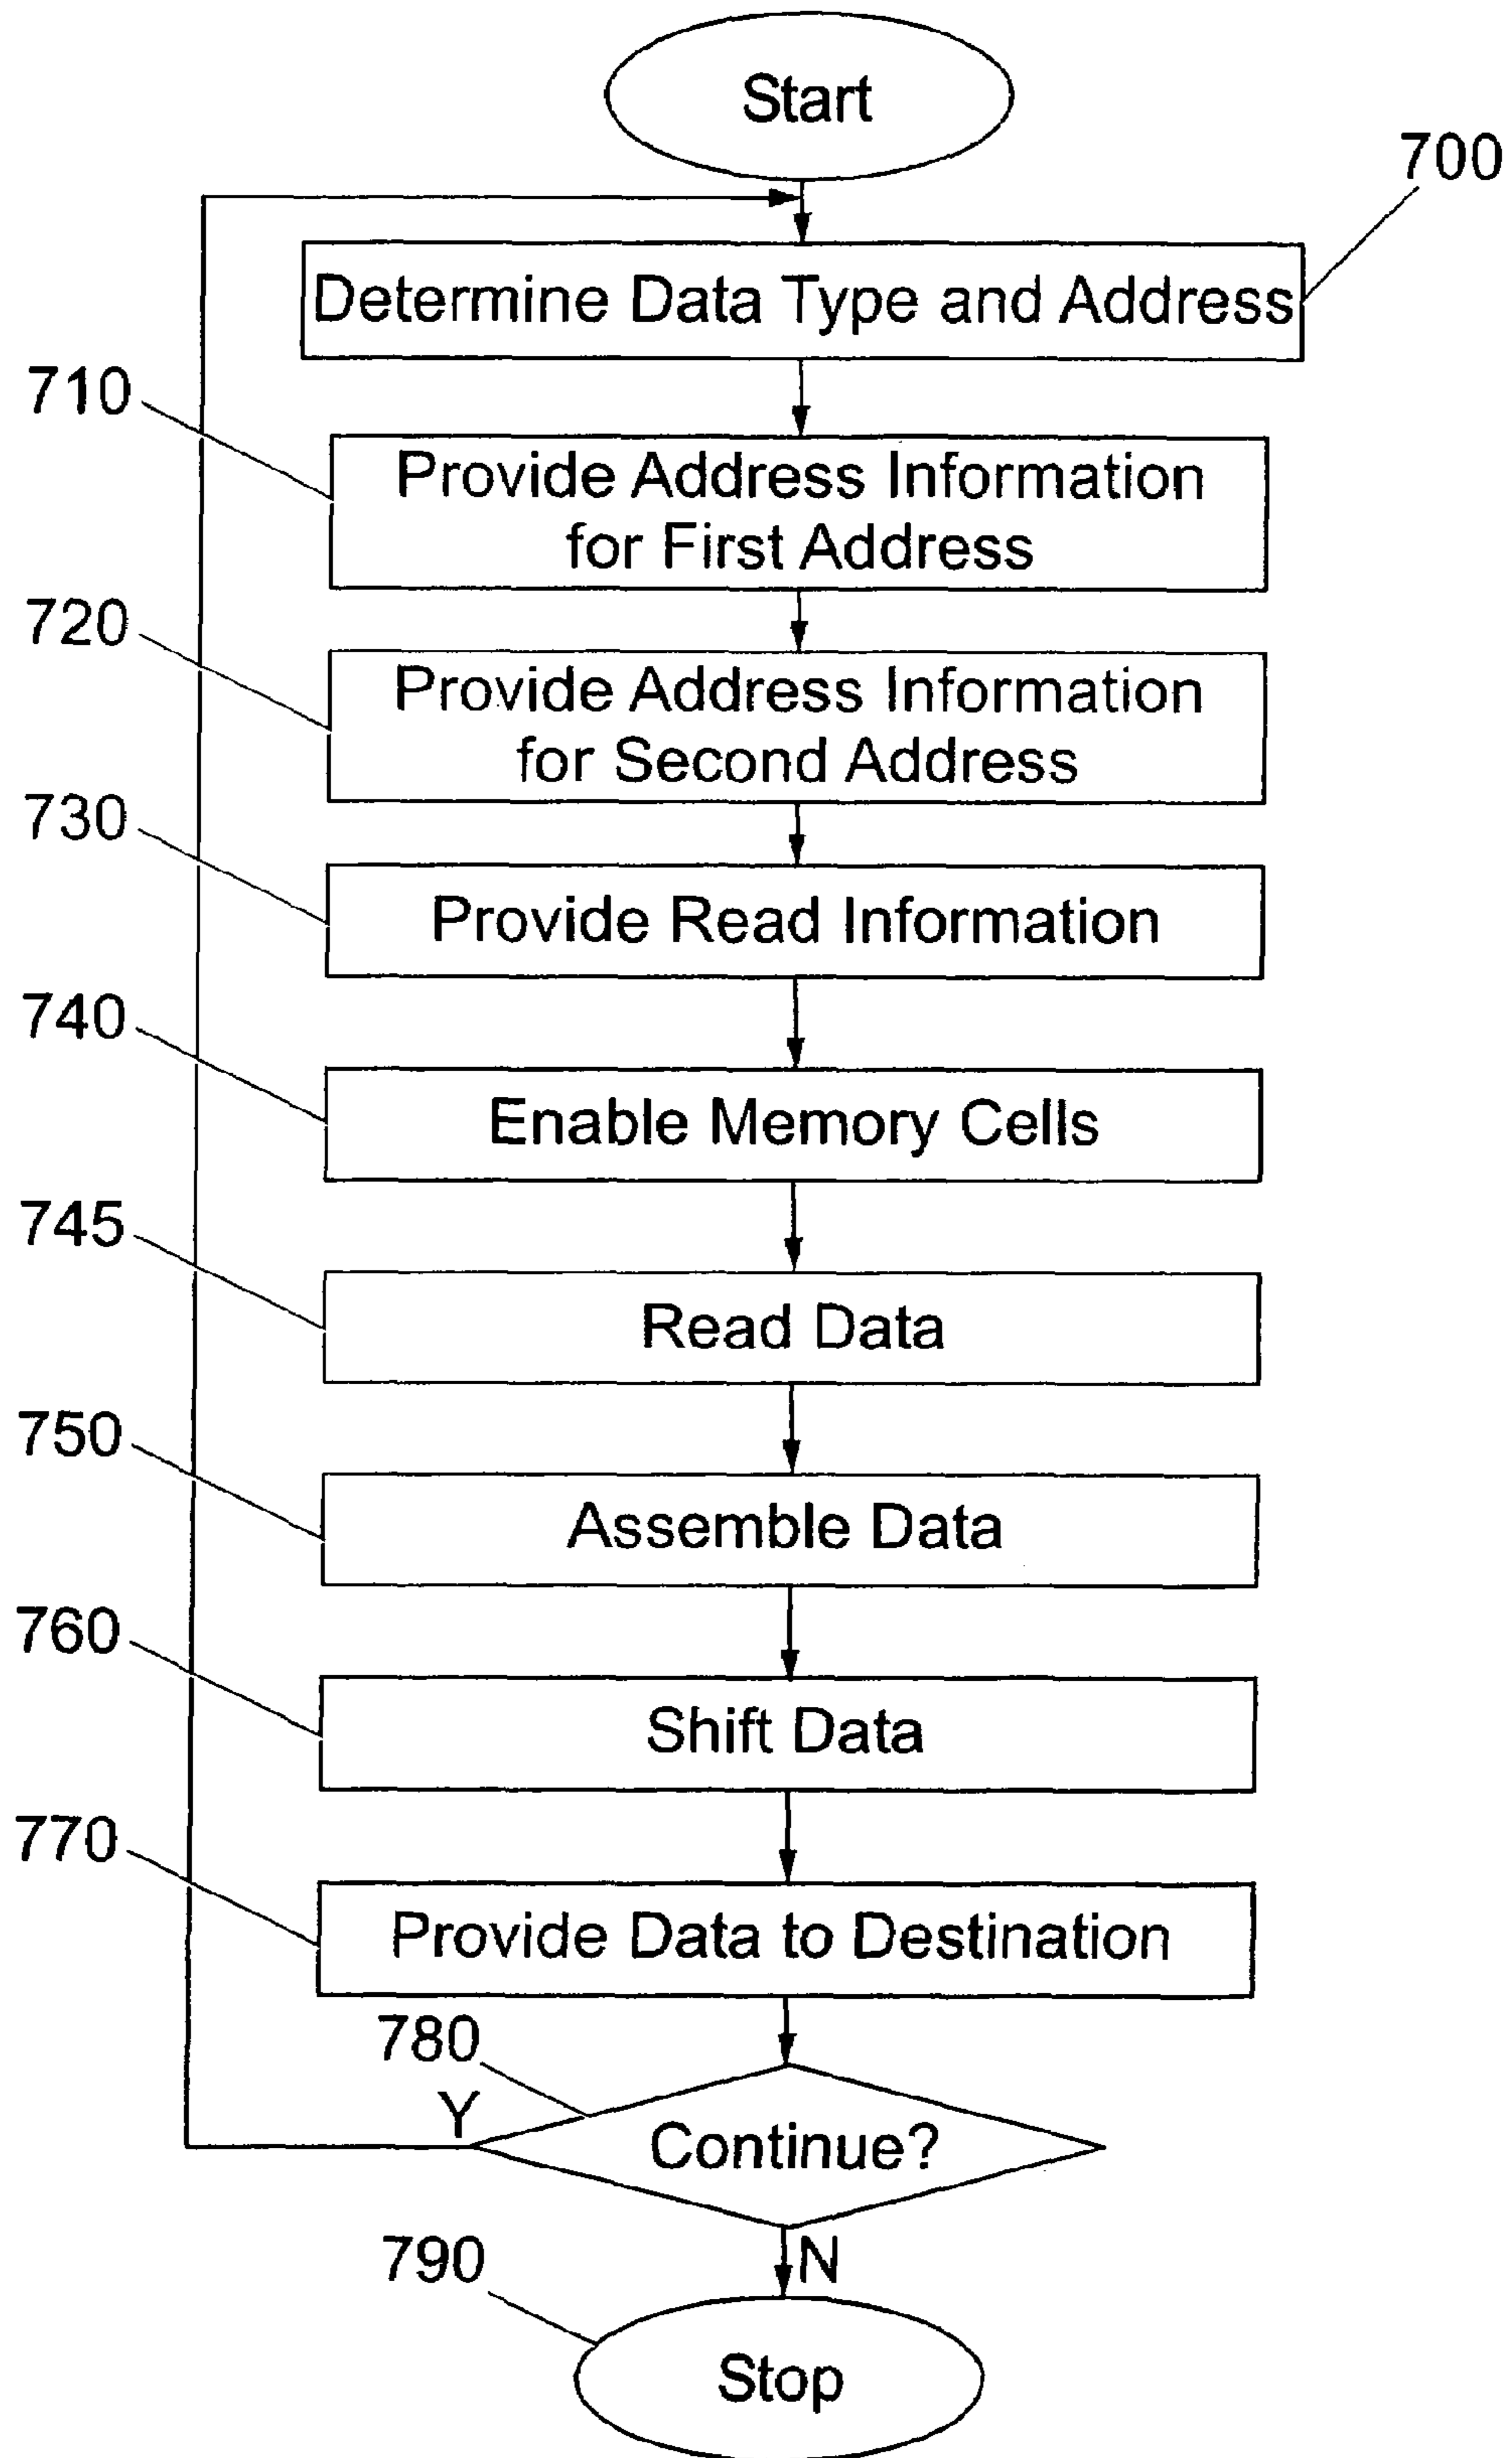 Start
700
Determine Data Type and Address
710
Provide Address Information
for First Address
720
Provide Address Information
for Second Address
730
Provide Read Information
740
Enable Memory Cells
745
Read Data
750
Assemble Data
760
Shift Data
770
Provide Data to Destination
780
Y
Continue?
N
790
Stop